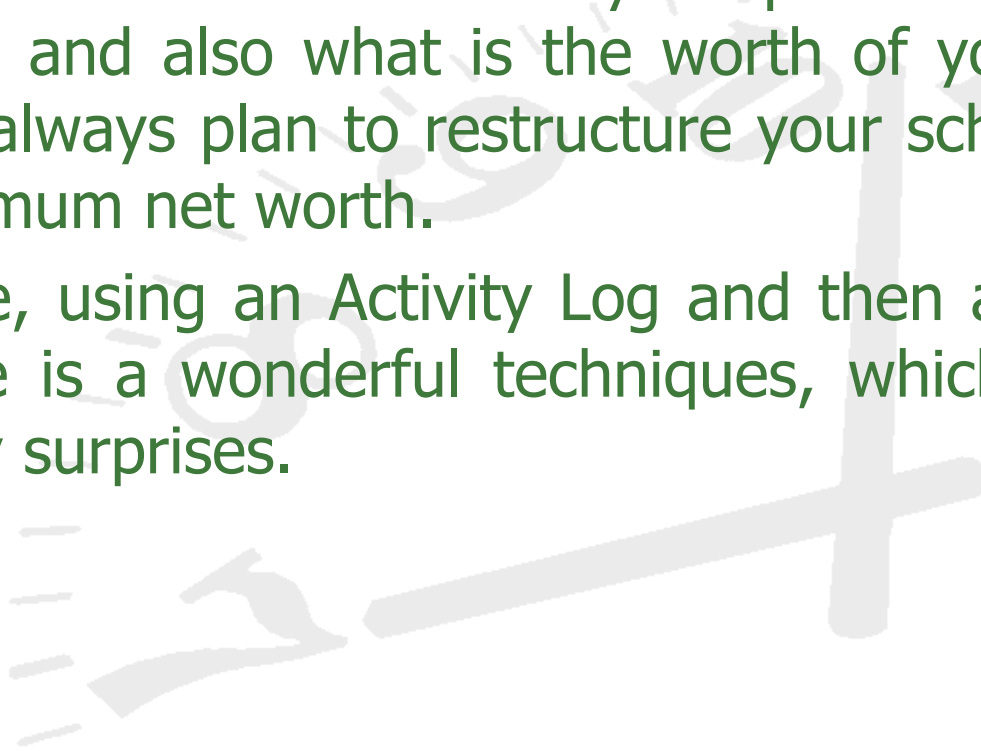 and also what is the worth of yo
always plan to restructure your sch
mum net worth.
e, using an Activity Log and then a
e is a wonderful techniques, which
y surprises.